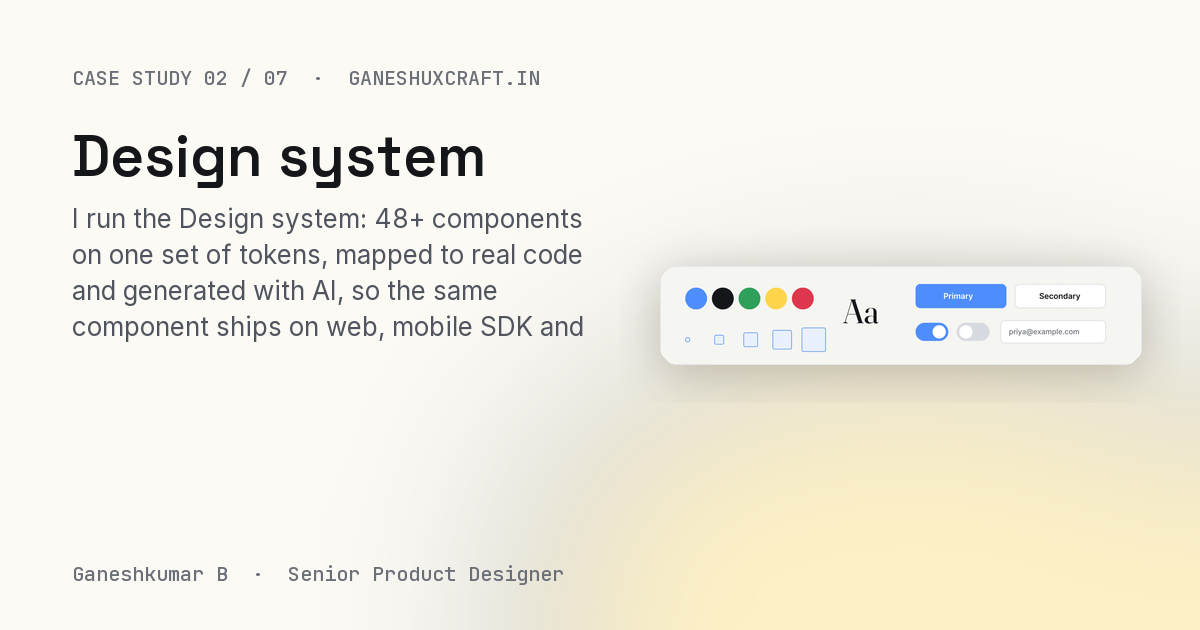 CASE STUDY 02 / 07 · GANESHUXCRAFT.IN
Design system
I run the Design system: 48+ components
on one set of tokens, mapped to real code
and generated with AI, so the same
component ships on web, mobile SDK and
Aa
Primary
Secondary
priya@example.com
Ganeshkumar B · Senior Product Designer